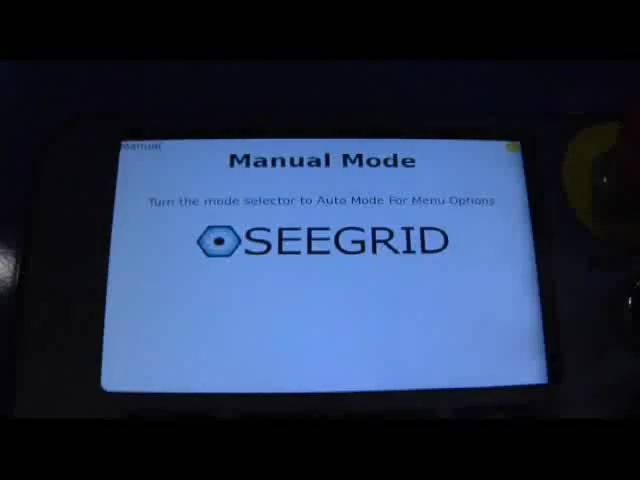 Manual
Manual Mode
Turn the mode selector to Auto Mode For Menu Options
SEEGRID